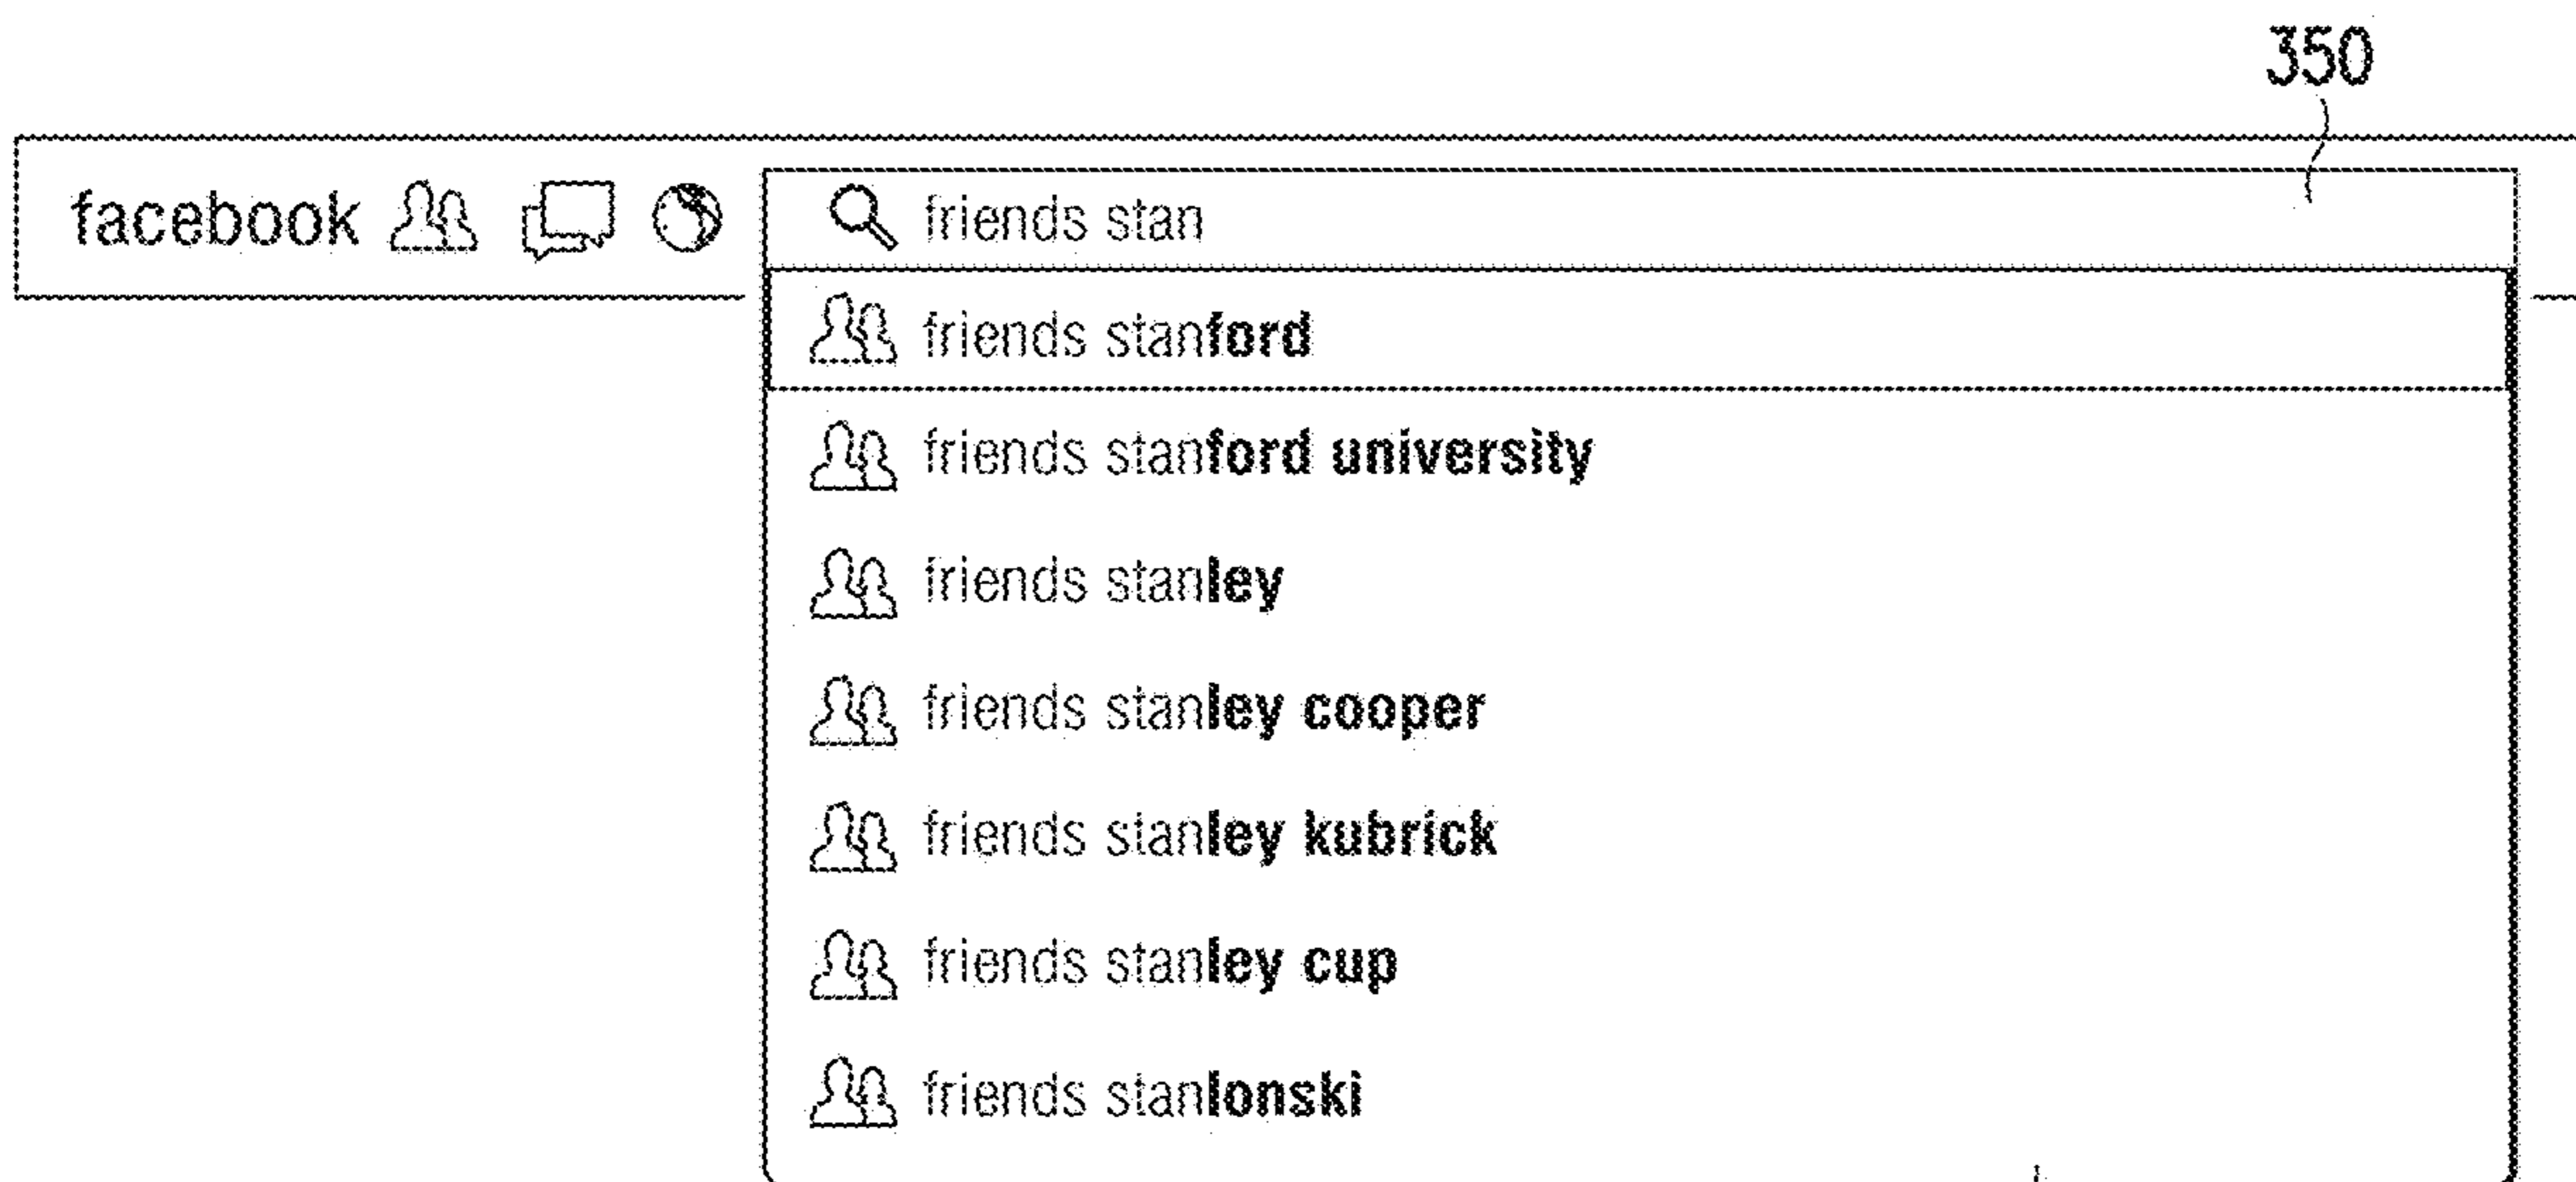 350
facebook friends stan
friends stanford
friends stanford university
friends stanley
friends stanley cooper
friends stanley kubrick
friends stanley cup
friends stanlonski